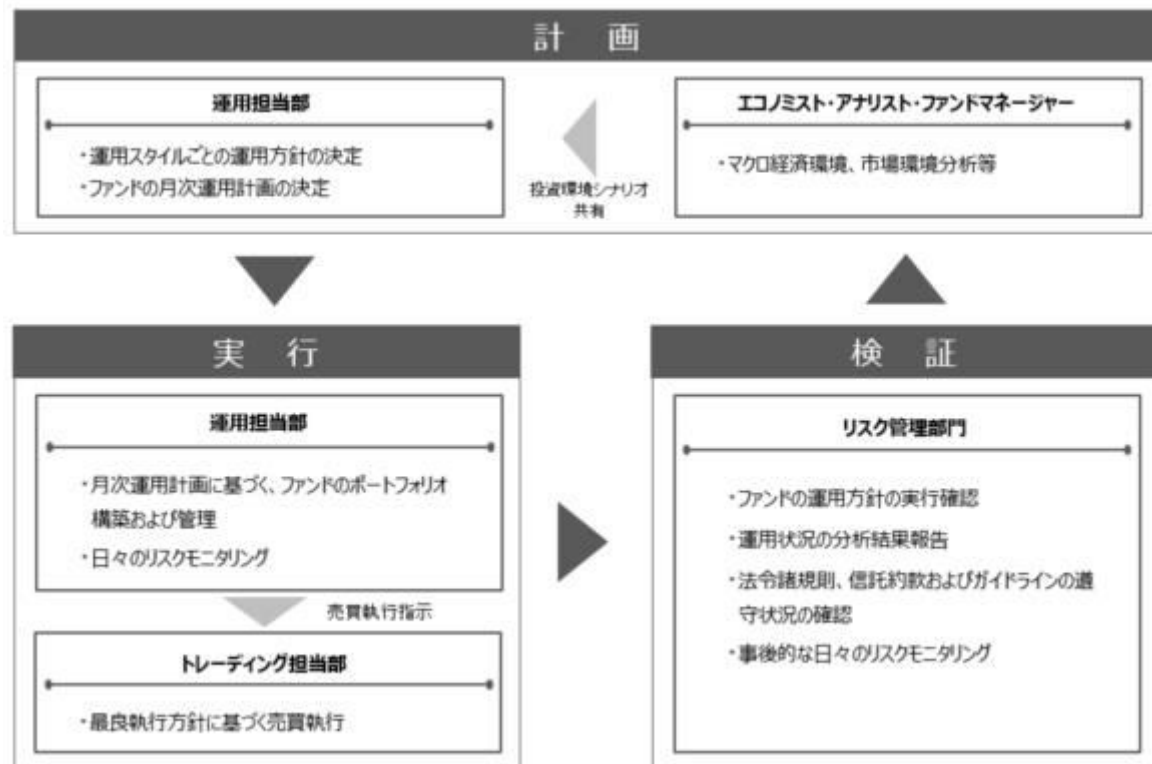 計 画
運用担当部
・運用スタイルごとの運用方針の決定
・ファンドの月次運用計画の決定
投資環境シナリオ
共有
エコノミスト・アナリスト・ファンドマネージャー
・マクロ経済環境、市場環境分析等
実 行
運用担当部
・月次運用計画に基づく、ファンドのポートフォリオ
構築および管理
・日々のリスクモニタリング
売買執行指示
トレーディング担当部
・最良執行方針に基づく売買執行
検 証
リスク管理部門
・ファンドの運用方針の実行確認
・運用状況の分析結果報告
・法令諸規則、信託約款およびガイドラインの遵
守状況の確認
・事後的な日々のリスクモニタリング